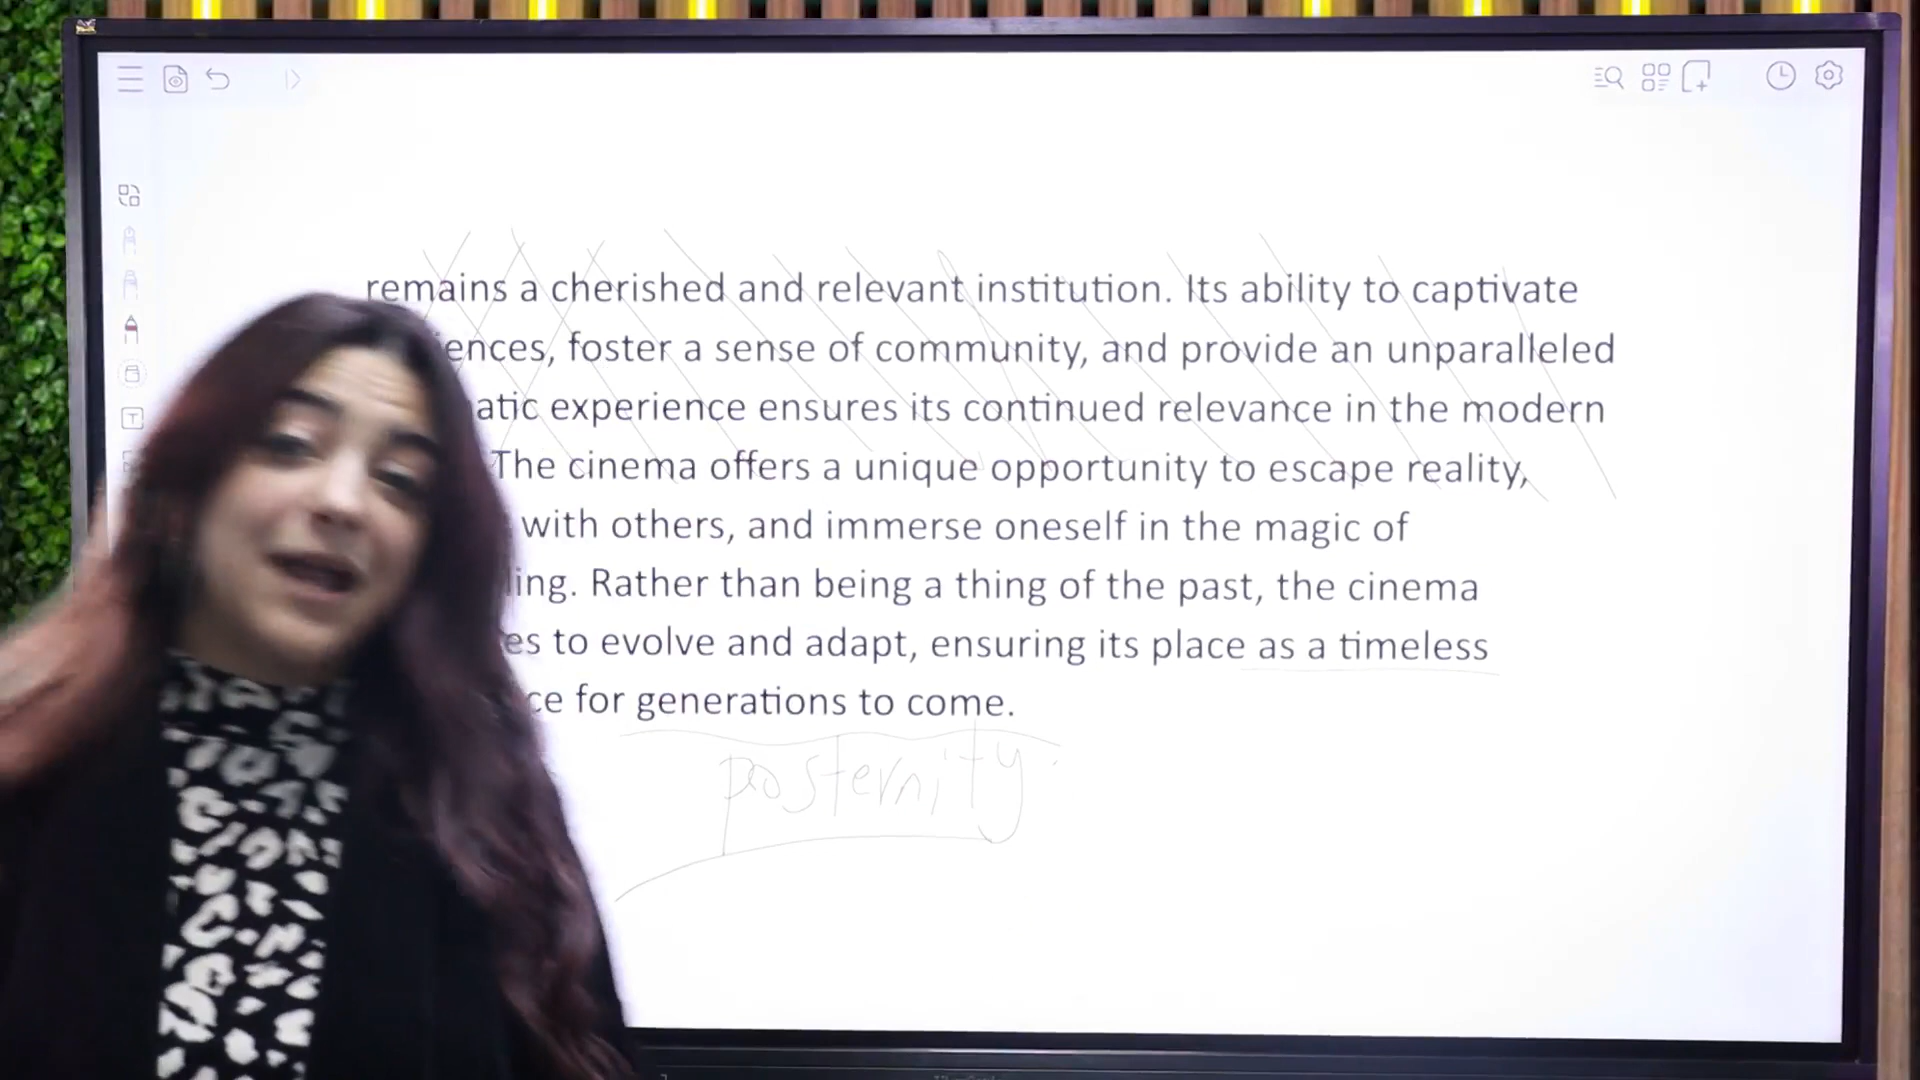 remains a cherished and relevant institution. Its ability to captivate
ences, foster a sense of community, and provide an unparalleled
atic experience ensures its continued relevance in the modern
The cinema offers a unique opportunity to escape reality,
with others, and immerse oneself in the magic of
ling. Rather than being a thing of the past, the cinema
es to evolve and adapt, ensuring its place as a timeless
ce for generations to come.
posternity